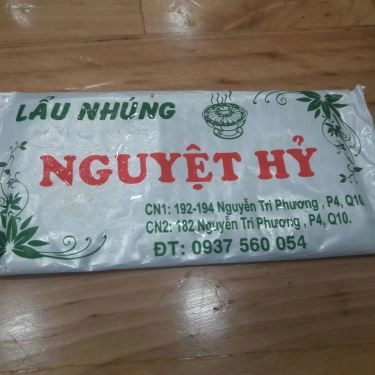 LẨU NHÚNG
NGUYỆT HỶ
CN1: 192-194 Nguyễn Tri Phương , P4, Q10.
CN2: 182 Nguyễn Tri Phương , P4, Q10.
ĐT: 0937 560 054